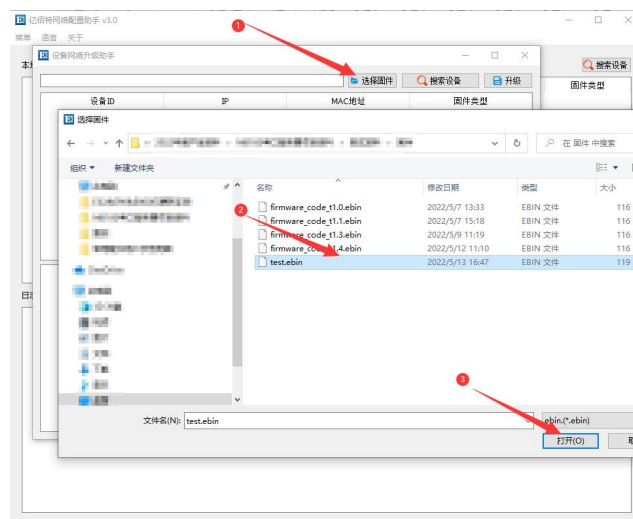 亿佰特网络配置助手 v3.0
菜单 语言 关于
1
设备网络升级助手
搜索设备
选择固件 搜索设备 升级
固件类型
设备ID IP MAC地址 固件类型
选择固件
在 固件 中搜索
组织 新建文件夹
名称 修改日期 类型 大小
firmware_code_t1.0.ebin 2022/5/7 13:33 EBIN 文件 116
2
firmware_code_t1.1.ebin 2022/5/7 15:18 EBIN 文件 116
firmware_code_t1.3.ebin 2022/5/9 11:19 EBIN 文件 116
firmware_code_t1.4.ebin 2022/5/12 11:10 EBIN 文件 116
test.ebin 2022/5/13 16:47 EBIN 文件 119
3
文件名(N): test.ebin ebin.(*.ebin)
打开(O)